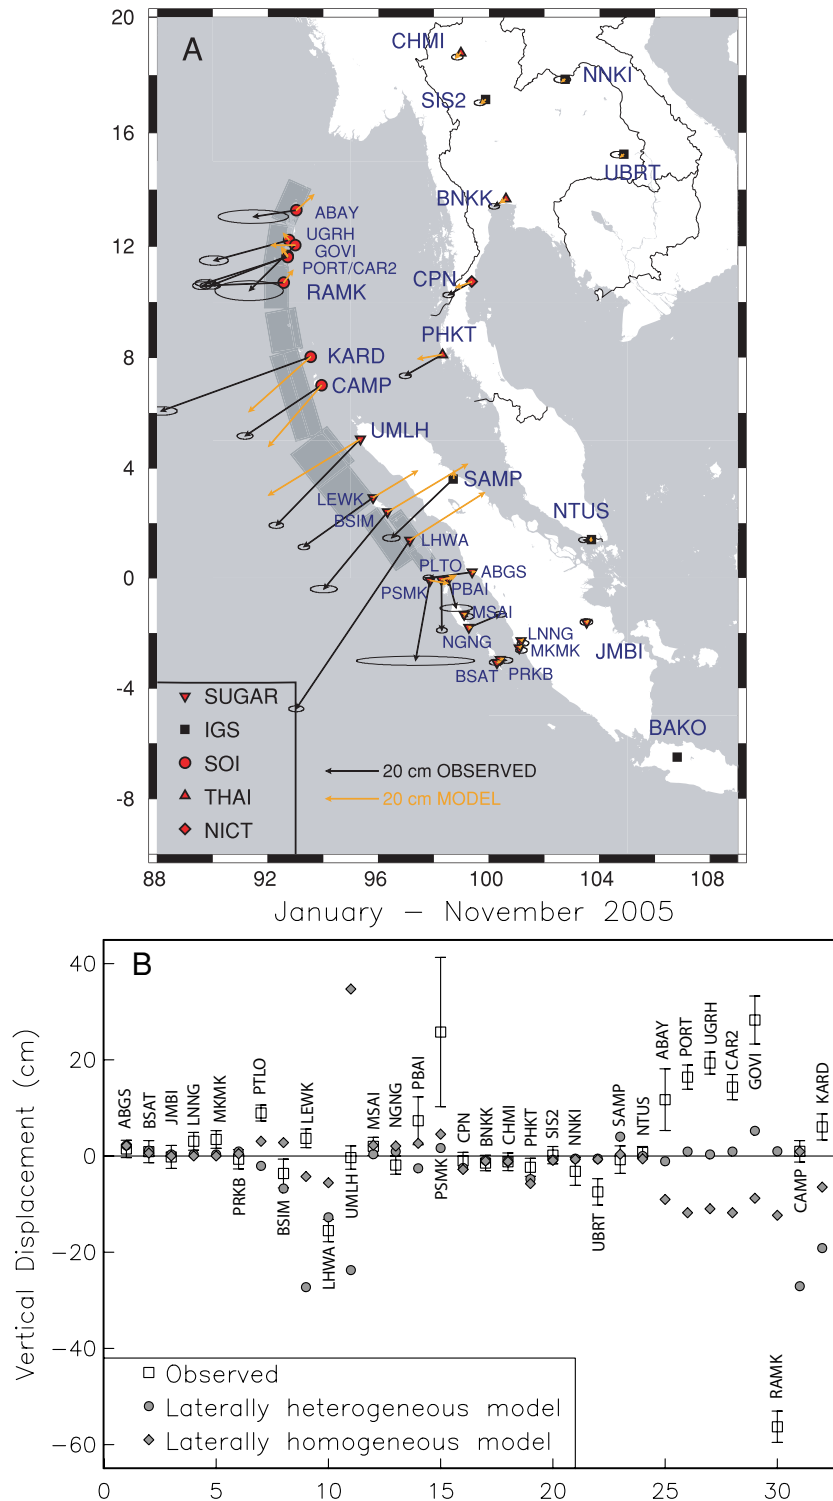 A
20
16
12
8
4
0
-4
-8
CHMI
NNKI
SIS2
UBRT
BNKK
ABAY
UGRH
GOVI
PORT/CAR2
RAMK
CPN
PHKT
KARD
CAMP
UMLH
SAMP
LEWK
BSIM
NTUS
LHWA
PLTO
ABGS
PSMK
PBAI
MSAI
NGNG
LNNG
MKMK
JMBI
BSAT
PRKB
BAKO
SUGAR
IGS
SOI
THAI
NICT
20 cm OBSERVED
20 cm MODEL
88 92 96 100 104 108
January – November 2005
B
Vertical Displacement (cm)
40
20
0
−20
−40
−60
ABGS
BSAT
JMBI
LNNG
MKMK
PRKB
PTLO
BSIM
LEWK
LHWA
UMLH
MSAI
NGNG
PBAI
PSMK
CPN
BNKK
CHMI
PHKT
SIS2
NNKI
UBRT
SAMP
NTUS
ABAY
PORT
UGRH
CAR2
GOVI
RAMK
CAMP
KARD
Observed
Laterally heterogeneous model
Laterally homogeneous model
0 5 10 15 20 25 30